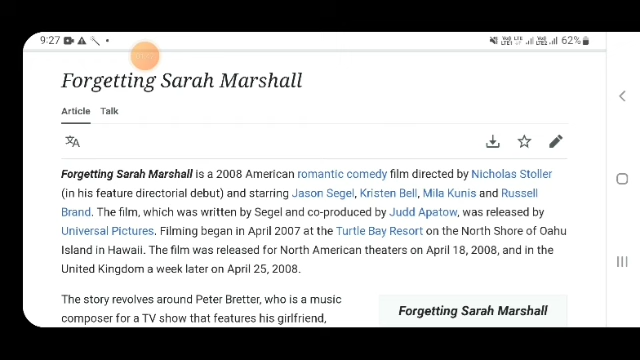 9:27
62%
Forgetting Sarah Marshall
Article Talk
Forgetting Sarah Marshall is a 2008 American romantic comedy film directed by Nicholas Stoller
(in his feature directorial debut) and starring Jason Segel, Kristen Bell, Mila Kunis and Russell
Brand. The film, which was written by Segel and co-produced by Judd Apatow, was released by
Universal Pictures. Filming began in April 2007 at the Turtle Bay Resort on the North Shore of Oahu
Island in Hawaii. The film was released for North American theaters on April 18, 2008, and in the
United Kingdom a week later on April 25, 2008.
The story revolves around Peter Bretter, who is a music
composer for a TV show that features his girlfriend,
Forgetting Sarah Marshall